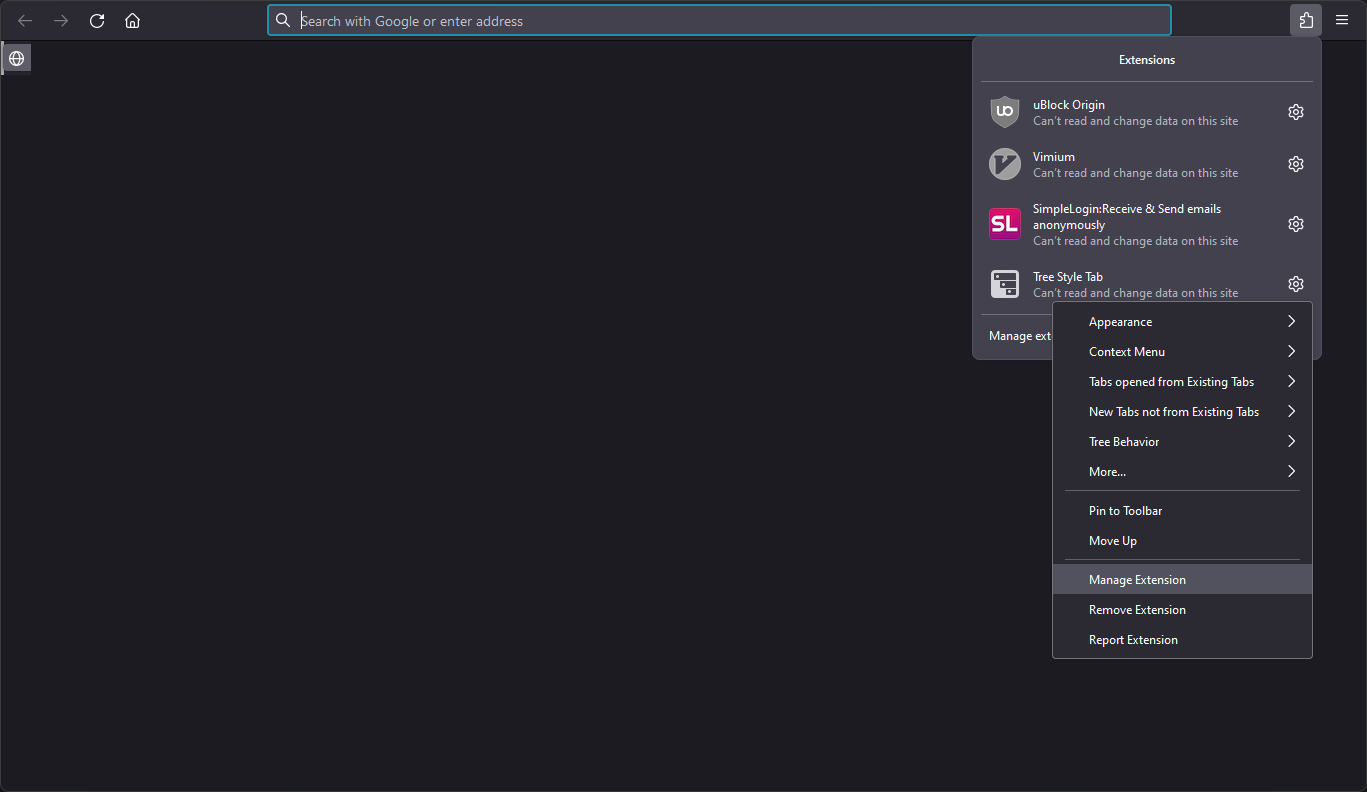 Search with Google or enter address
Extensions
uBlock Origin
Can't read and change data on this site
Vimium
Can't read and change data on this site
SL
SimpleLogin:Receive & Send emails
anonymously
Can't read and change data on this site
Tree Style Tab
Can't read and change data on this site
Manage ext
Appearance
Context Menu
Tabs opened from Existing Tabs
New Tabs not from Existing Tabs
Tree Behavior
More...
Pin to Toolbar
Move Up
Manage Extension
Remove Extension
Report Extension